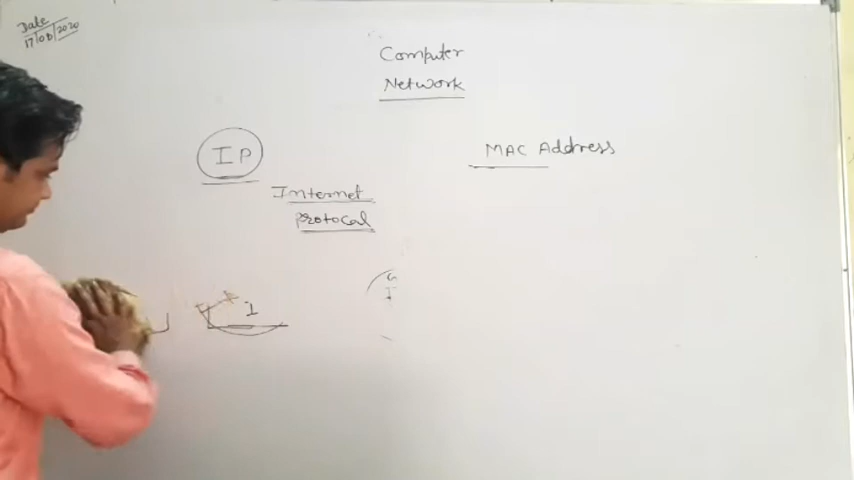 Date
17/08/2020
Computer
Network
IP
MAC Address
Internet
protocal
I
G
I